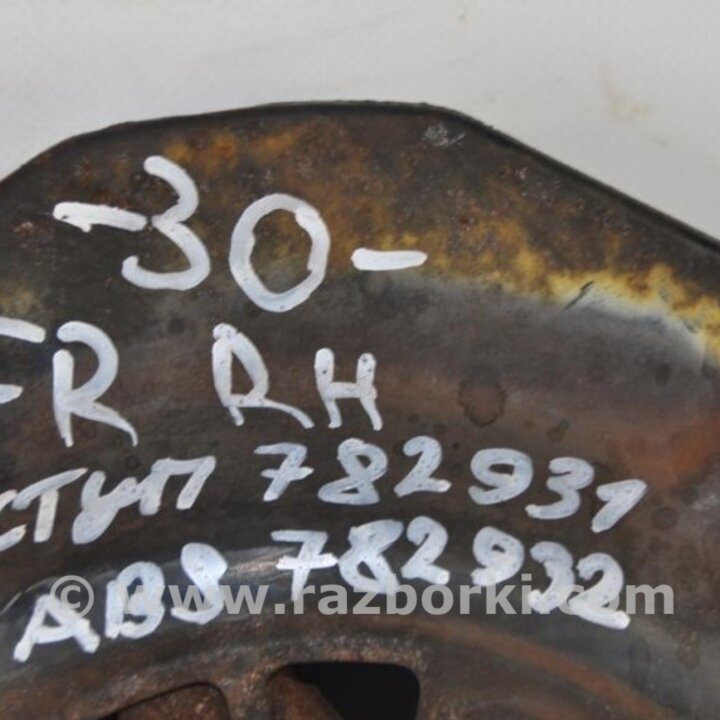 -30-
FR RH
ступ 782931
ABS 782932
© www.razborki.com